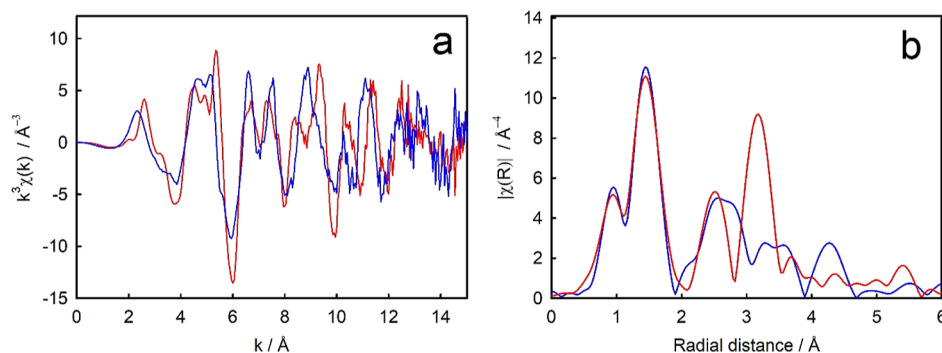 a
10
5
0
-5
-10
-15
k³χ(k) / Å⁻³
0 2 4 6 8 10 12 14
k / Å
b
14
12
10
8
6
4
2
0
|χ(R)| / Å⁻⁴
0 1 2 3 4 5 6
Radial distance / Å